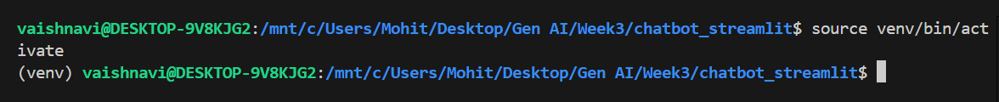 vaishnavi@DESKTOP-9V8KJG2:/mnt/c/Users/Mohit/Desktop/Gen AI/Week3/chatbot_streamlit$ source venv/bin/act
ivate
(venv) vaishnavi@DESKTOP-9V8KJG2:/mnt/c/Users/Mohit/Desktop/Gen AI/Week3/chatbot_streamlit$